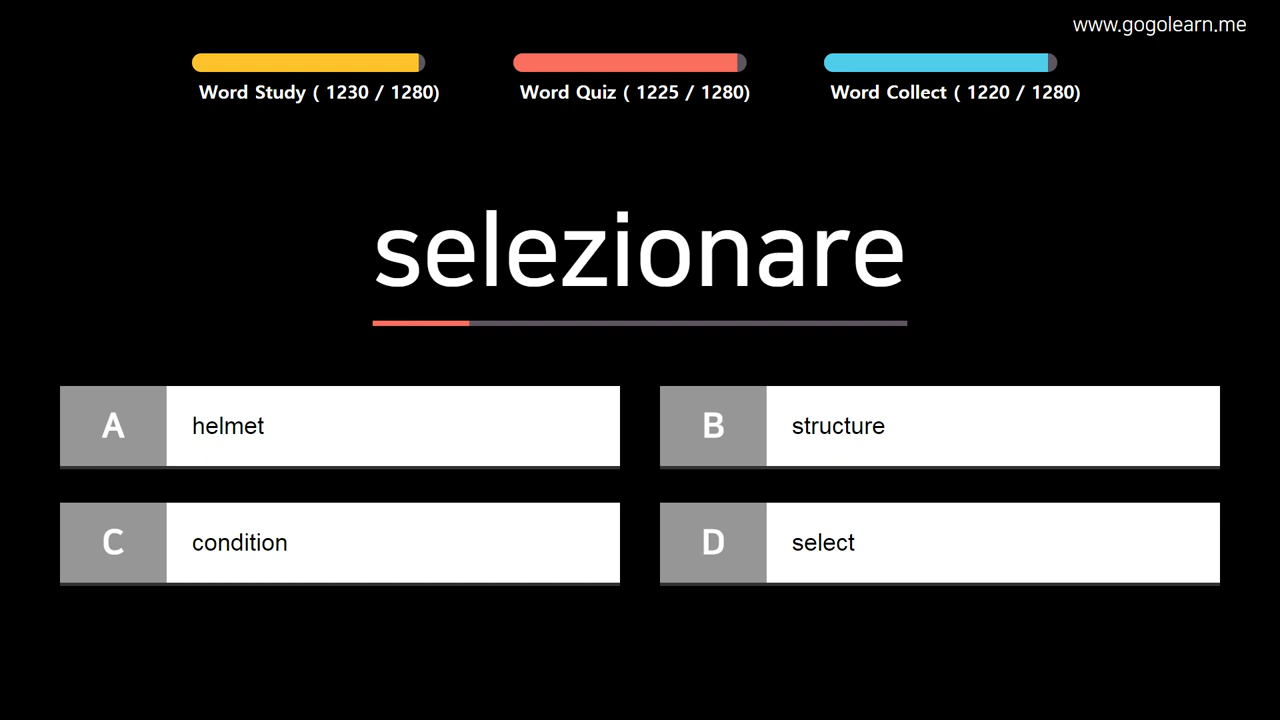 www.gogolearn.me
Word Study ( 1230 / 1280)
Word Quiz ( 1225 / 1280)
Word Collect ( 1220 / 1280)
selezionare
A helmet
B structure
C condition
D select